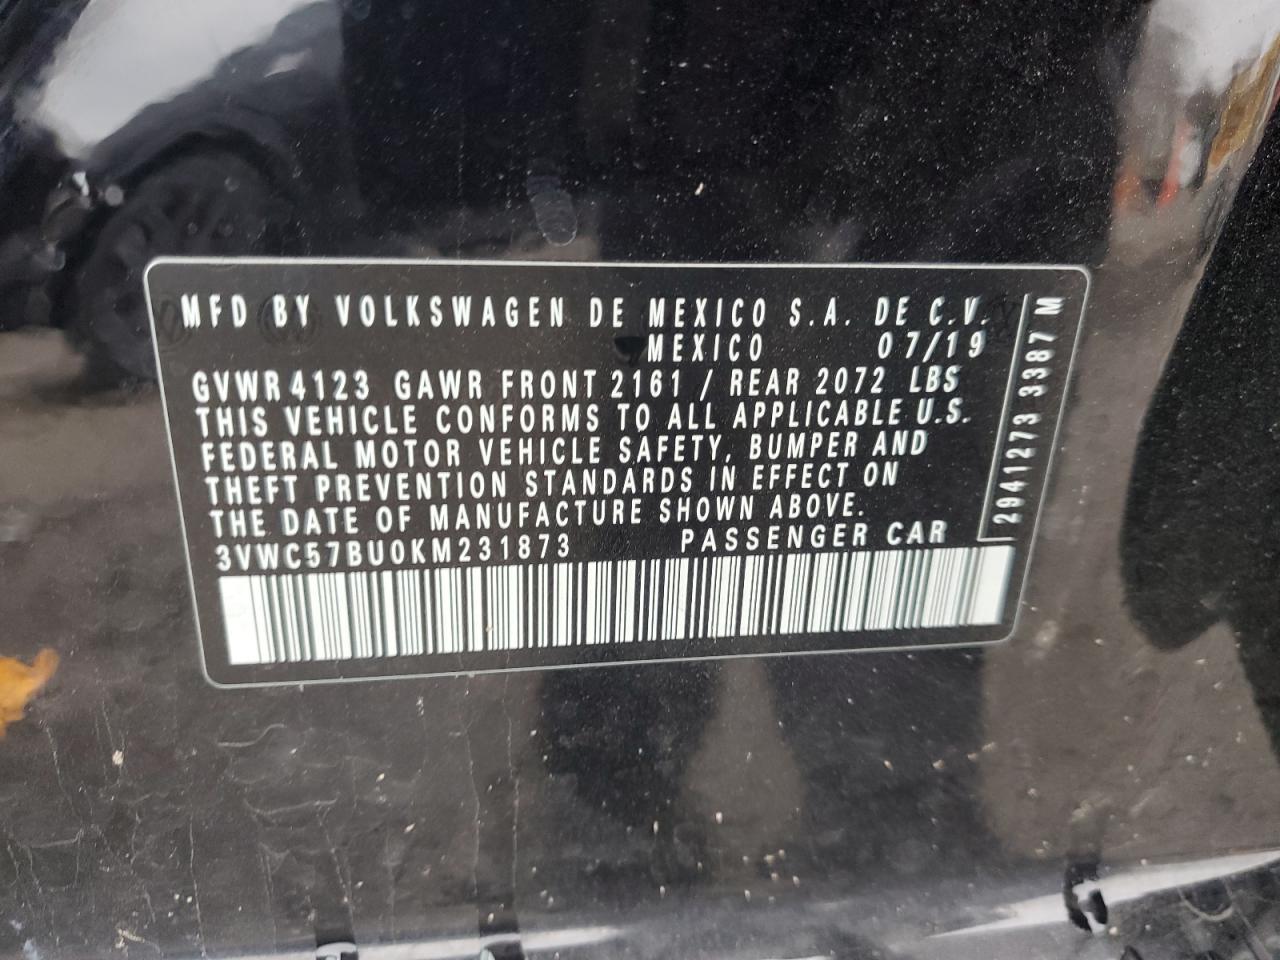 MFD BY VOLKSWAGEN DE MEXICO S.A. DE C.V.
MEXICO 07/19
GVWR 4123 GAWR FRONT 2161 / REAR 2072 LBS
THIS VEHICLE CONFORMS TO ALL APPLICABLE U.S.
FEDERAL MOTOR VEHICLE SAFETY, BUMPER AND
THEFT PREVENTION STANDARDS IN EFFECT ON
THE DATE OF MANUFACTURE SHOWN ABOVE.
3VWC57BU0KM231873 PASSENGER CAR
2941273 3387 M